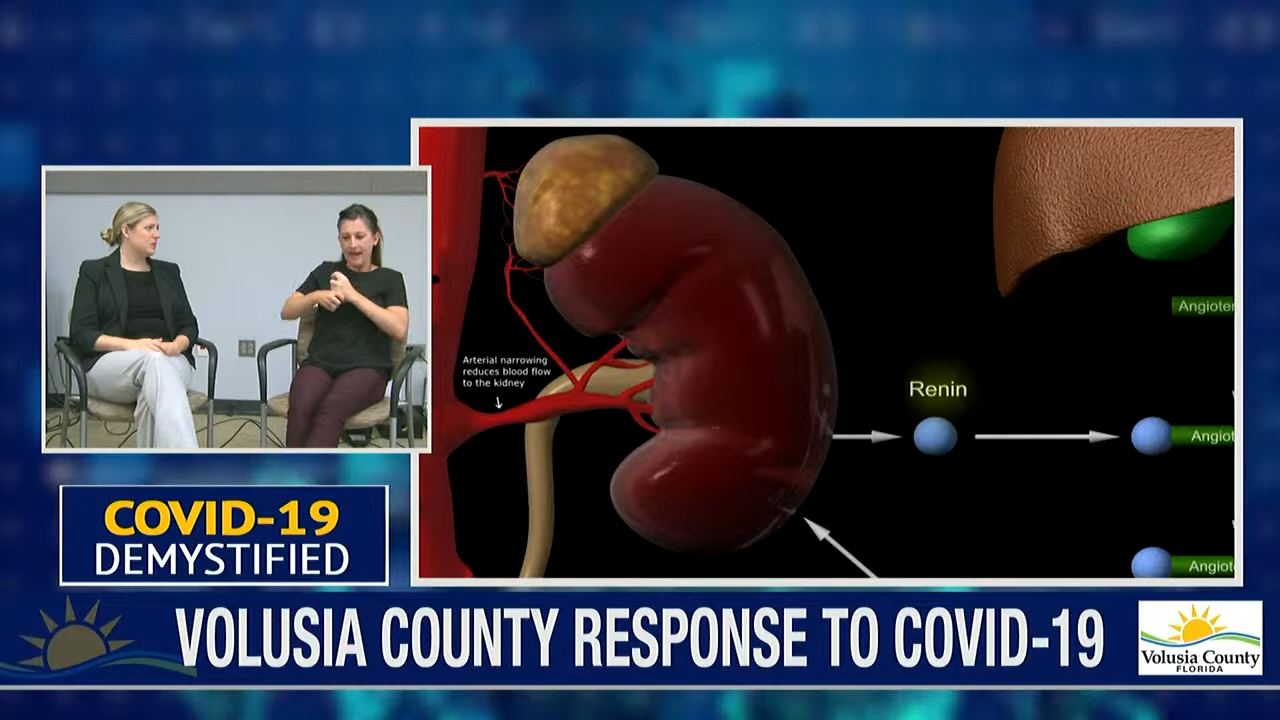 Arterial narrowing
reduces blood flow
to the kidney
Renin
Angioter
Angiot
Angiot
COVID-19
DEMYSTIFIED
VOLUSIA COUNTY RESPONSE TO COVID-19
Volusia County
FLORIDA